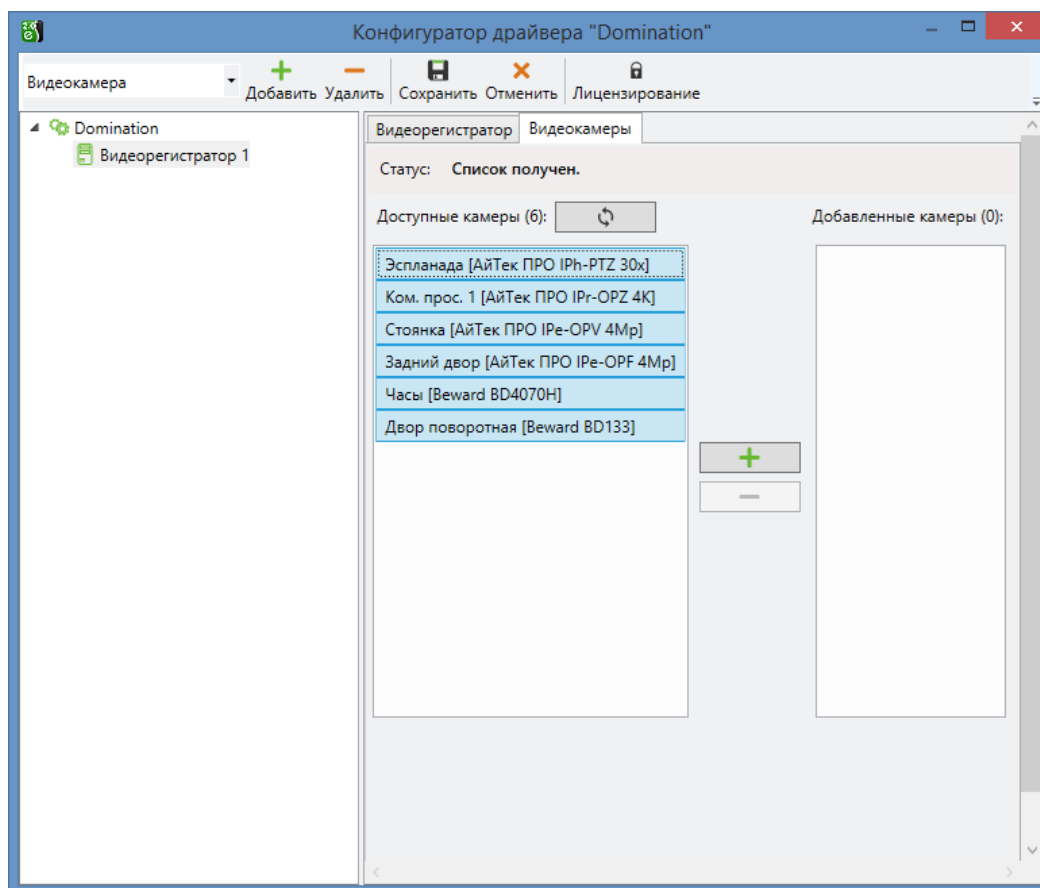 Конфигуратор драйвера "Domination"
Видеокамера
Добавить Удалить Сохранить Отменить Лицензирование
Domination
Видеорегистратор 1
Видеорегистратор Видеокамеры
Статус: Список получен.
Доступные камеры (6):
Добавленные камеры (0):
Эспланада [АйТек ПРО IPh-PTZ 30x]
Ком. прос. 1 [АйТек ПРО IPr-OPZ 4K]
Стоянка [АйТек ПРО IPe-OPV 4Mp]
Задний двор [АйТек ПРО IPe-OPF 4Mp]
Часы [Beward BD4070H]
Двор поворотная [Beward BD133]